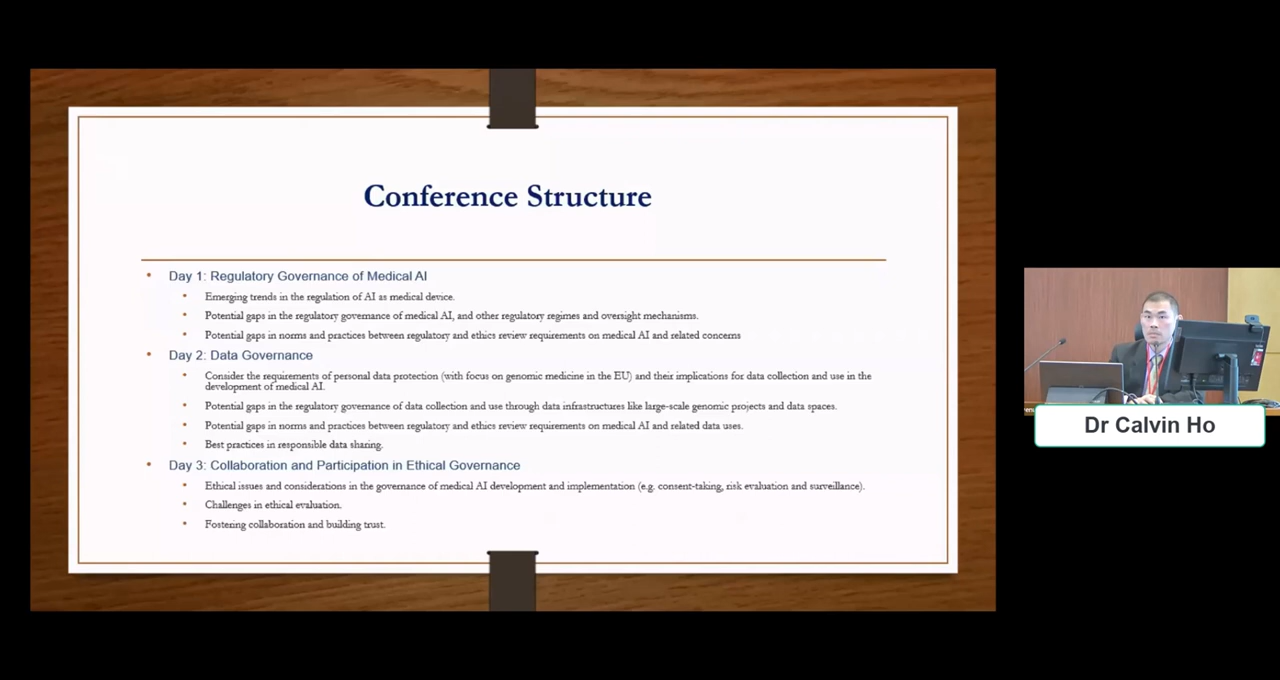 Conference Structure
• Day 1: Regulatory Governance of Medical AI
• Emerging trends in the regulation of AI as medical device.
• Potential gaps in the regulatory governance of medical AI, and other regulatory regimes and oversight mechanisms.
• Potential gaps in norms and practices between regulatory and ethics review requirements on medical AI and related concerns
• Day 2: Data Governance
• Consider the requirements of personal data protection (with focus on genomic medicine in the EU) and their implications for data collection and use in the
development of medical AI.
• Potential gaps in the regulatory governance of data collection and use through data infrastructures like large-scale genomic projects and data spaces.
• Potential gaps in norms and practices between regulatory and ethics review requirements on medical AI and related data uses.
• Best practices in responsible data sharing.
• Day 3: Collaboration and Participation in Ethical Governance
• Ethical issues and considerations in the governance of medical AI development and implementation (e.g. consent-taking, risk evaluation and surveillance).
• Challenges in ethical evaluation.
• Fostering collaboration and building trust.
Dr Calvin Ho